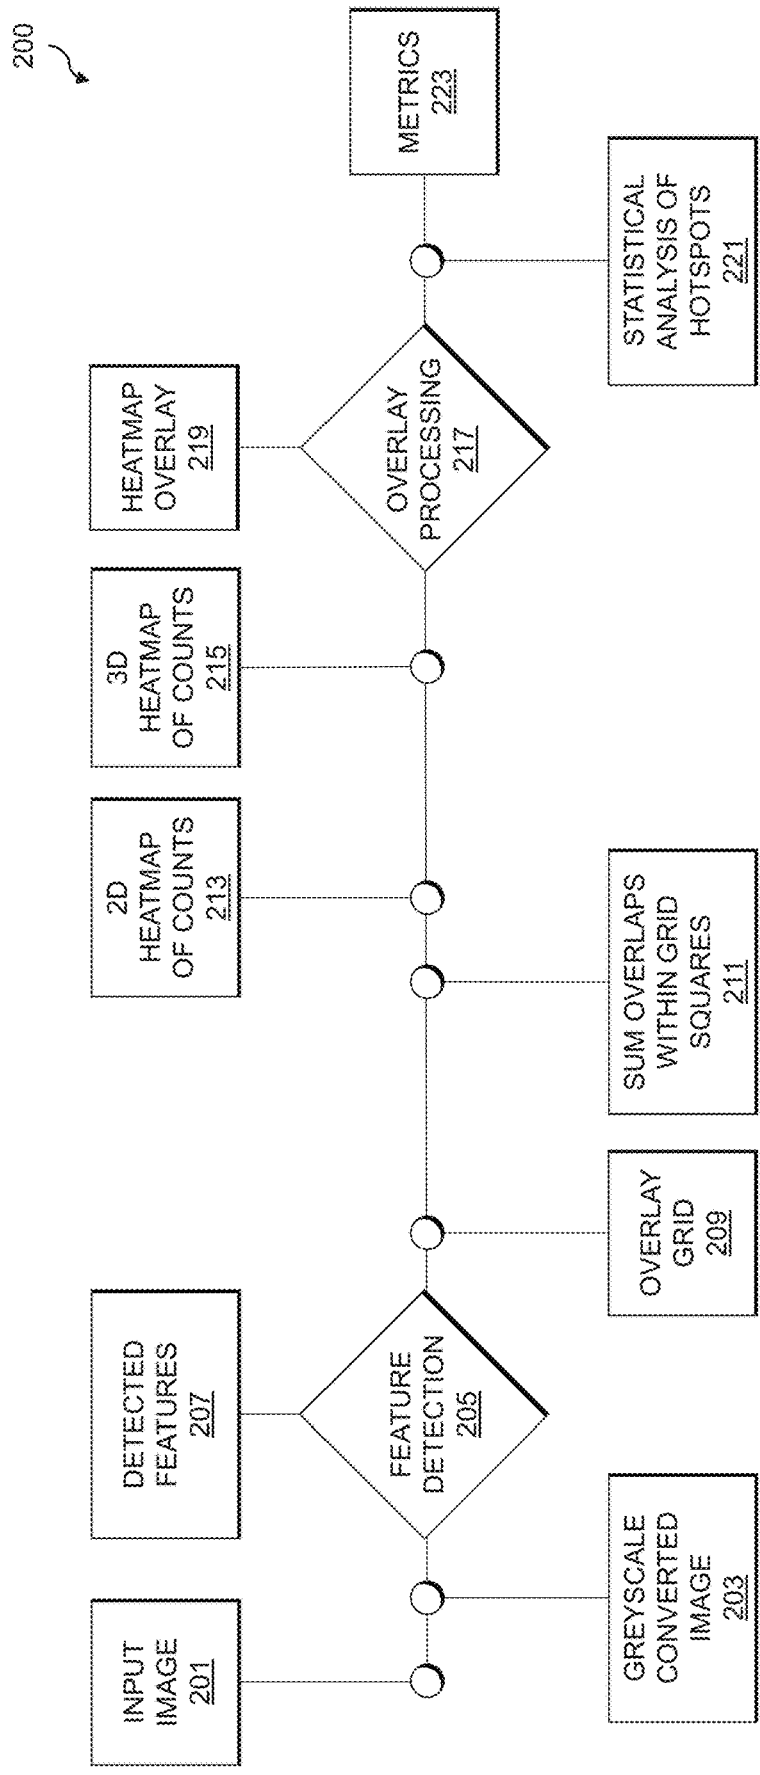 200
INPUT
IMAGE
201
GREYSCALE
CONVERTED
IMAGE
203
FEATURE
DETECTION
205
DETECTED
FEATURES
207
OVERLAY
GRID
209
SUM OVERLAPS
WITHIN GRID
SQUARES
211
2D
HEATMAP
OF COUNTS
213
3D
HEATMAP
OF COUNTS
215
OVERLAY
PROCESSING
217
HEATMAP
OVERLAY
219
STATISTICAL
ANALYSIS OF
HOTSPOTS
221
METRICS
223